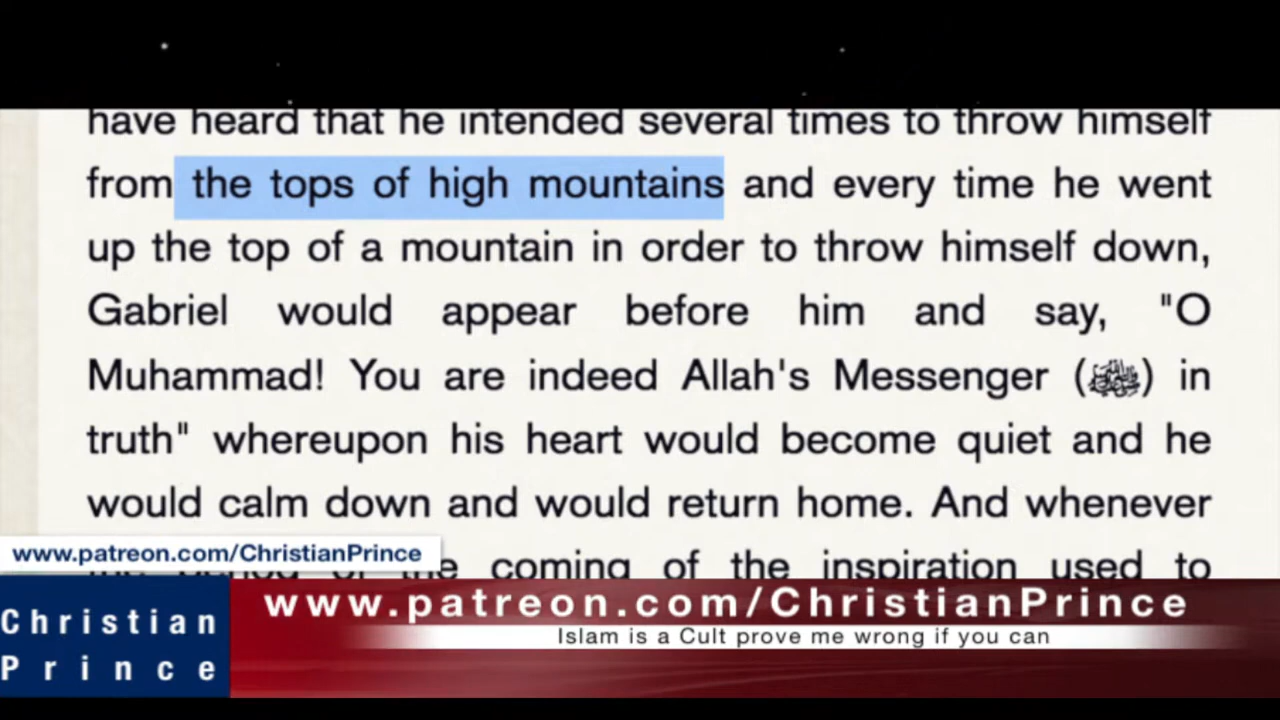 have heard that he intended several times to throw himself
from the tops of high mountains and every time he went
up the top of a mountain in order to throw himself down,
Gabriel would appear before him and say, "O
Muhammad! You are indeed Allah's Messenger (ﷺ) in
truth" whereupon his heart would become quiet and he
would calm down and would return home. And whenever
the period of the coming of the inspiration used to
www.patreon.com/ChristianPrince
www.patreon.com/ChristianPrince
Islam is a Cult prove me wrong if you can
Christian
Prince